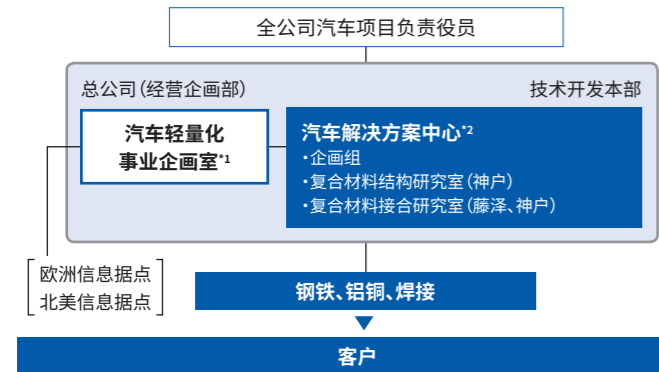 全公司汽车项目负责役员
总公司（经营企画部）
技术开发本部
汽车轻量化
事业企画室*1
汽车解决方案中心*2
·企画组
·复合材料结构研究室（神户）
·复合材料接合研究室（藤泽、神户）
欧洲信息据点
北美信息据点
钢铁、铝铜、焊接
客户